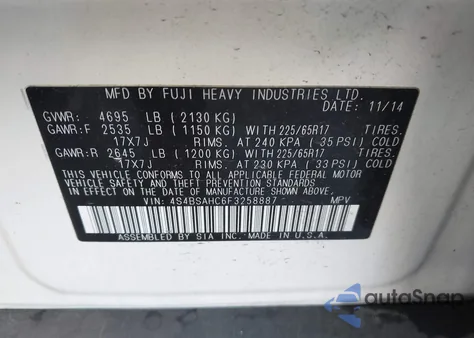 MFD BY FUJI HEAVY INDUSTRIES LTD.
DATE: 11/14
GVWR: 4695 LB (2130 KG)
GAWR:F 2535 LB (1150 KG) WITH 225/65R17 TIRES.
17X7J RIMS. AT 240 KPA (35 PSI) COLD
GAWR:R 2645 LB (1200 KG) WITH 225/65R17 TIRES.
17X7J RIMS. AT 230 KPA (33 PSI) COLD
THIS VEHICLE CONFORMS TO ALL APPLICABLE FEDERAL MOTOR VEHICLE
SAFETY, BUMPER AND THEFT PREVENTION STANDARDS IN EFFECT
ON THE DATE OF MANUFACTURE SHOWN ABOVE.
VIN: 4S4BSAHC6F3258887 MPV
ASSEMBLED BY SIA INC. MADE IN U.S.A.
autoSnap